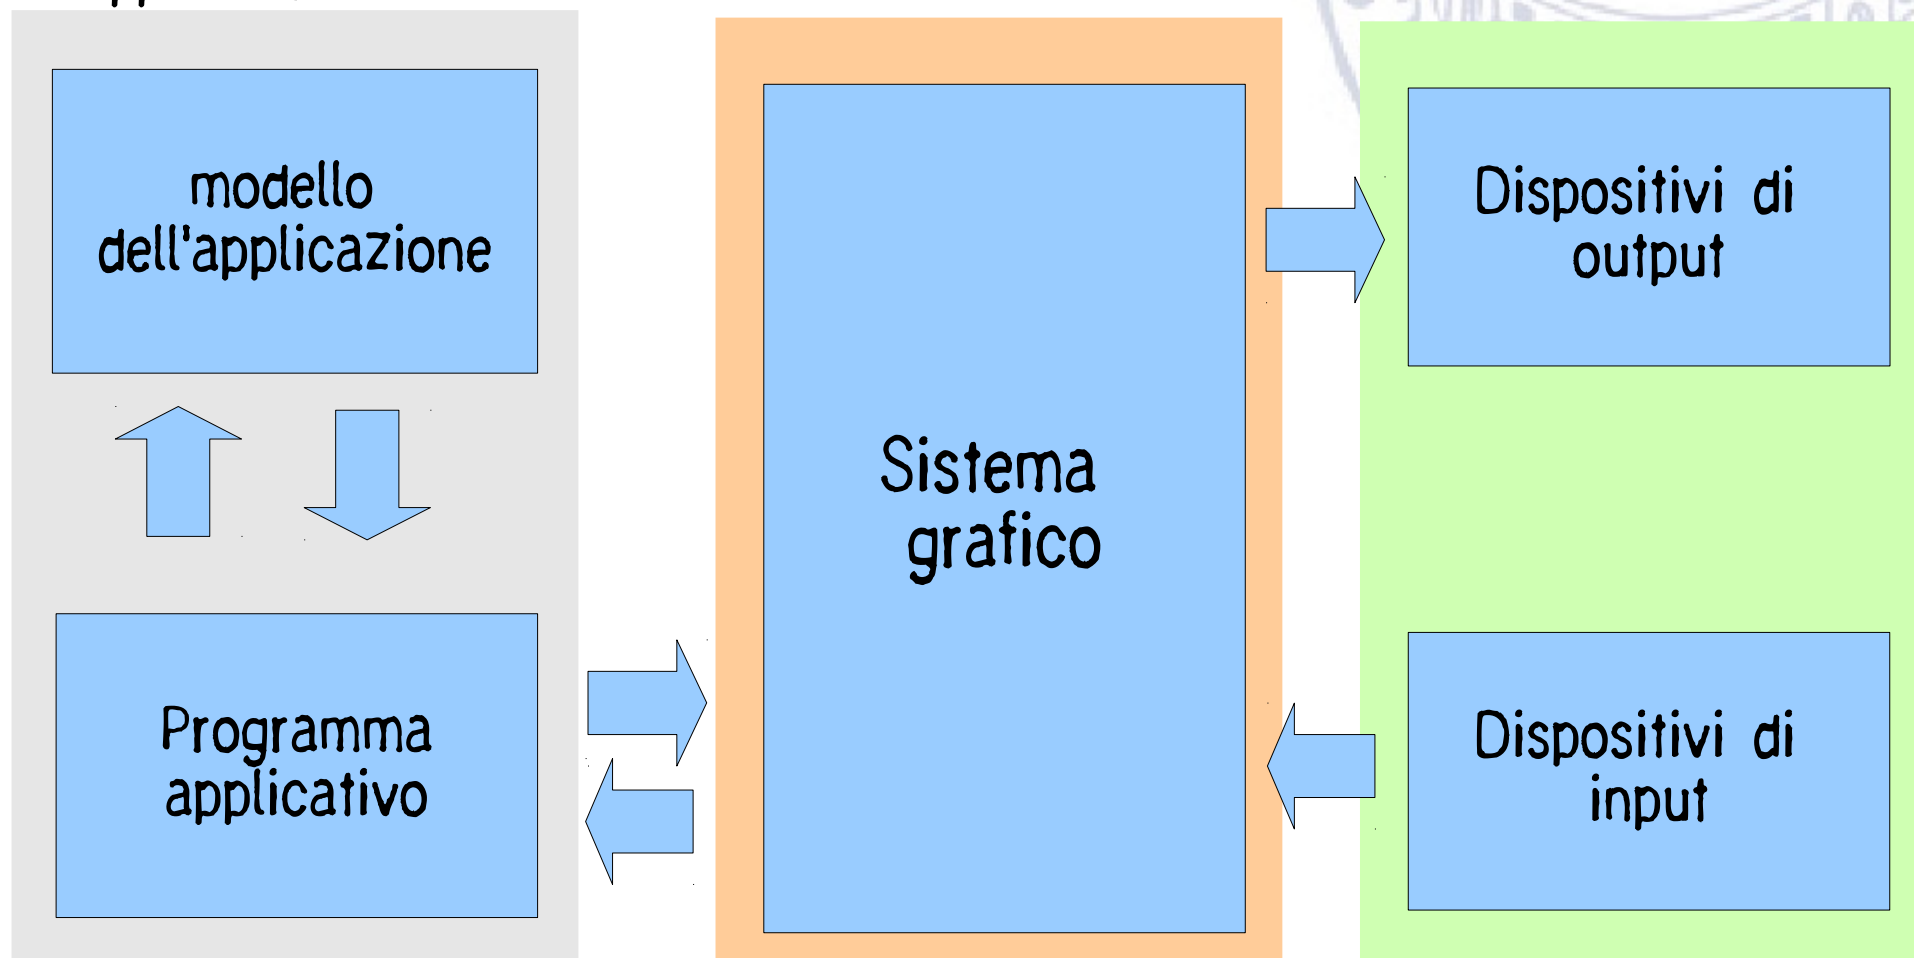 modello
dell'applicazione
Programma
applicativo
Sistema
grafico
Dispositivi di
output
Dispositivi di
input